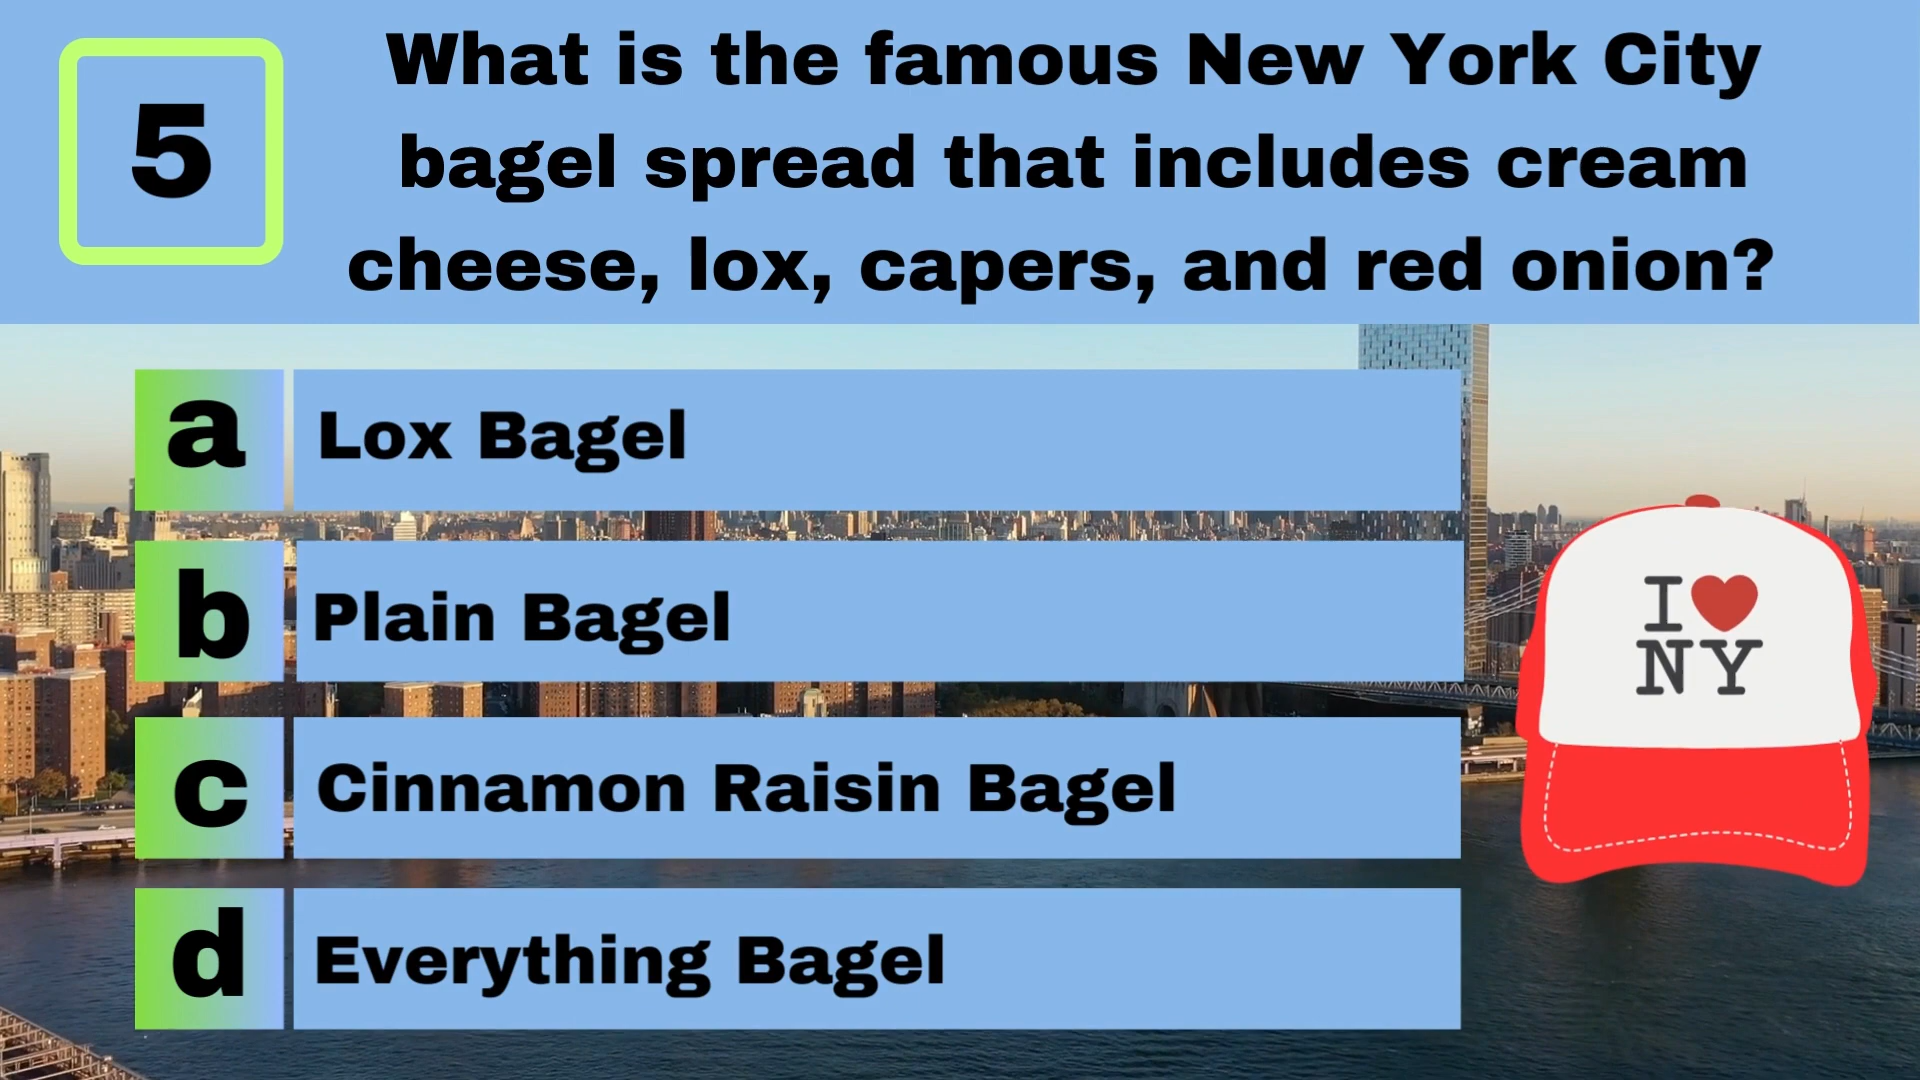 5
What is the famous New York City
bagel spread that includes cream
cheese, lox, capers, and red onion?
a
Lox Bagel
b
Plain Bagel
c
Cinnamon Raisin Bagel
d
Everything Bagel
I
NY